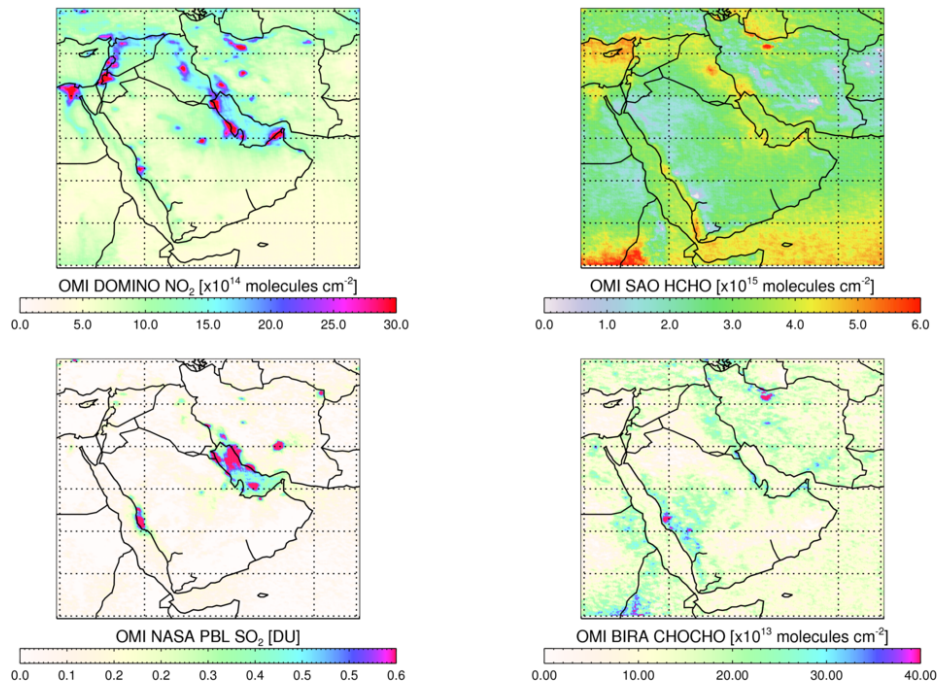 OMI DOMINO NO2 [x10^14 molecules cm^-2]
0.0 5.0 10.0 15.0 20.0 25.0 30.0
OMI SAO HCHO [x10^15 molecules cm^-2]
0.0 1.0 2.0 3.0 4.0 5.0 6.0
OMI NASA PBL SO2 [DU]
0.0 0.1 0.2 0.2 0.3 0.4 0.5 0.5 0.6
OMI BIRA CHOCHO [x10^13 molecules cm^-2]
0.00 10.00 20.00 30.00 40.00